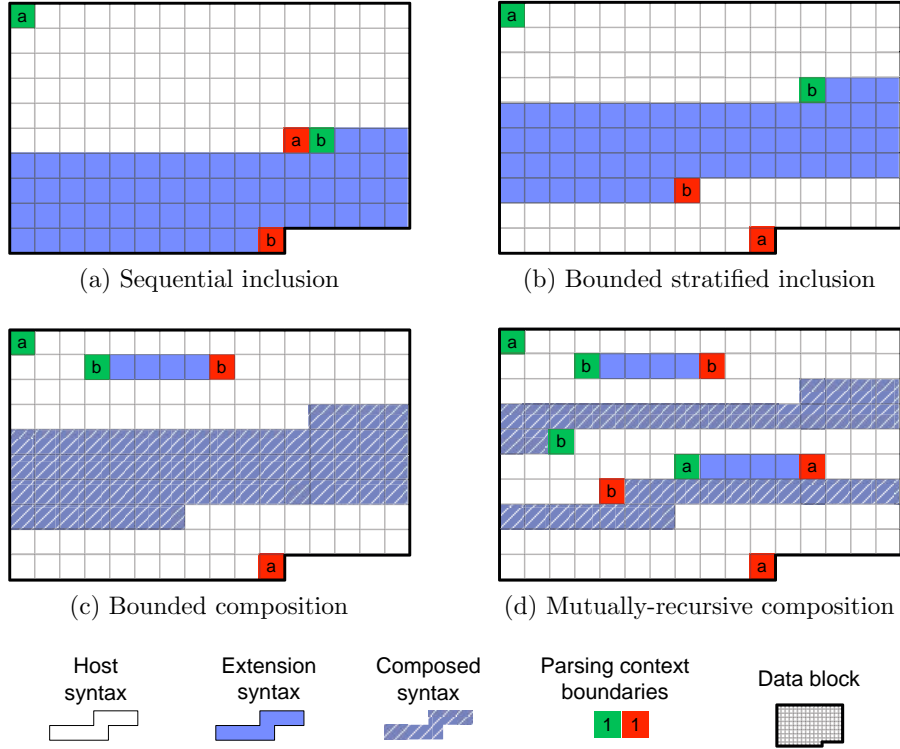 a
a b
b
(a) Sequential inclusion
a
b
b
a
(b) Bounded stratified inclusion
a
b b
a
(c) Bounded composition
a
b b
b
a a
b
a
(d) Mutually-recursive composition
Host
syntax
Extension
syntax
Composed
syntax
Parsing context
boundaries
1 1
Data block